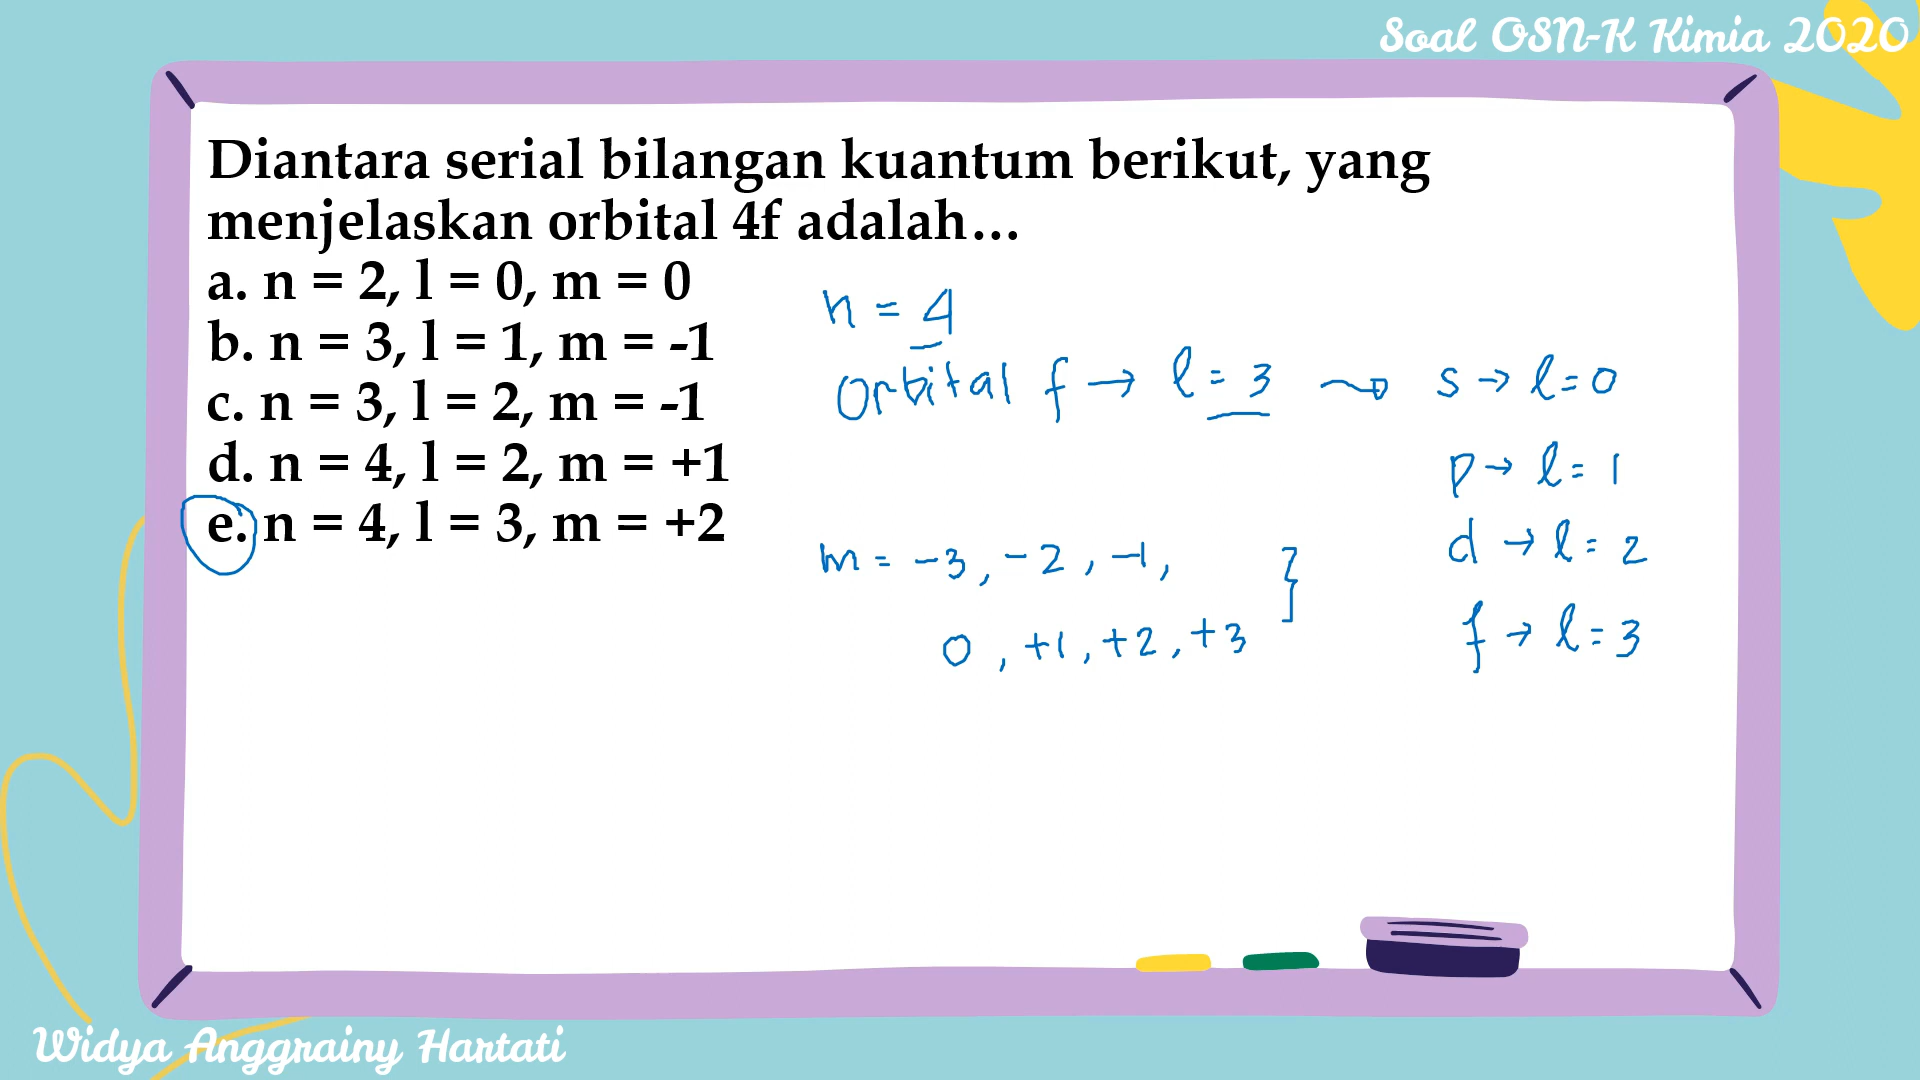 Soal OSN-K Kimia 2020
Diantara serial bilangan kuantum berikut, yang
menjelaskan orbital 4f adalah...
a. n = 2, l = 0, m = 0
b. n = 3, l = 1, m = -1
c. n = 3, l = 2, m = -1
d. n = 4, l = 2, m = +1
e. n = 4, l = 3, m = +2
n = 4
Orbital f → l = 3 → s → l = 0
p → l = 1
d → l = 2
f → l = 3
m = -3, -2, -1,
0, +1, +2, +3 }
Widya Anggrainy Hartati